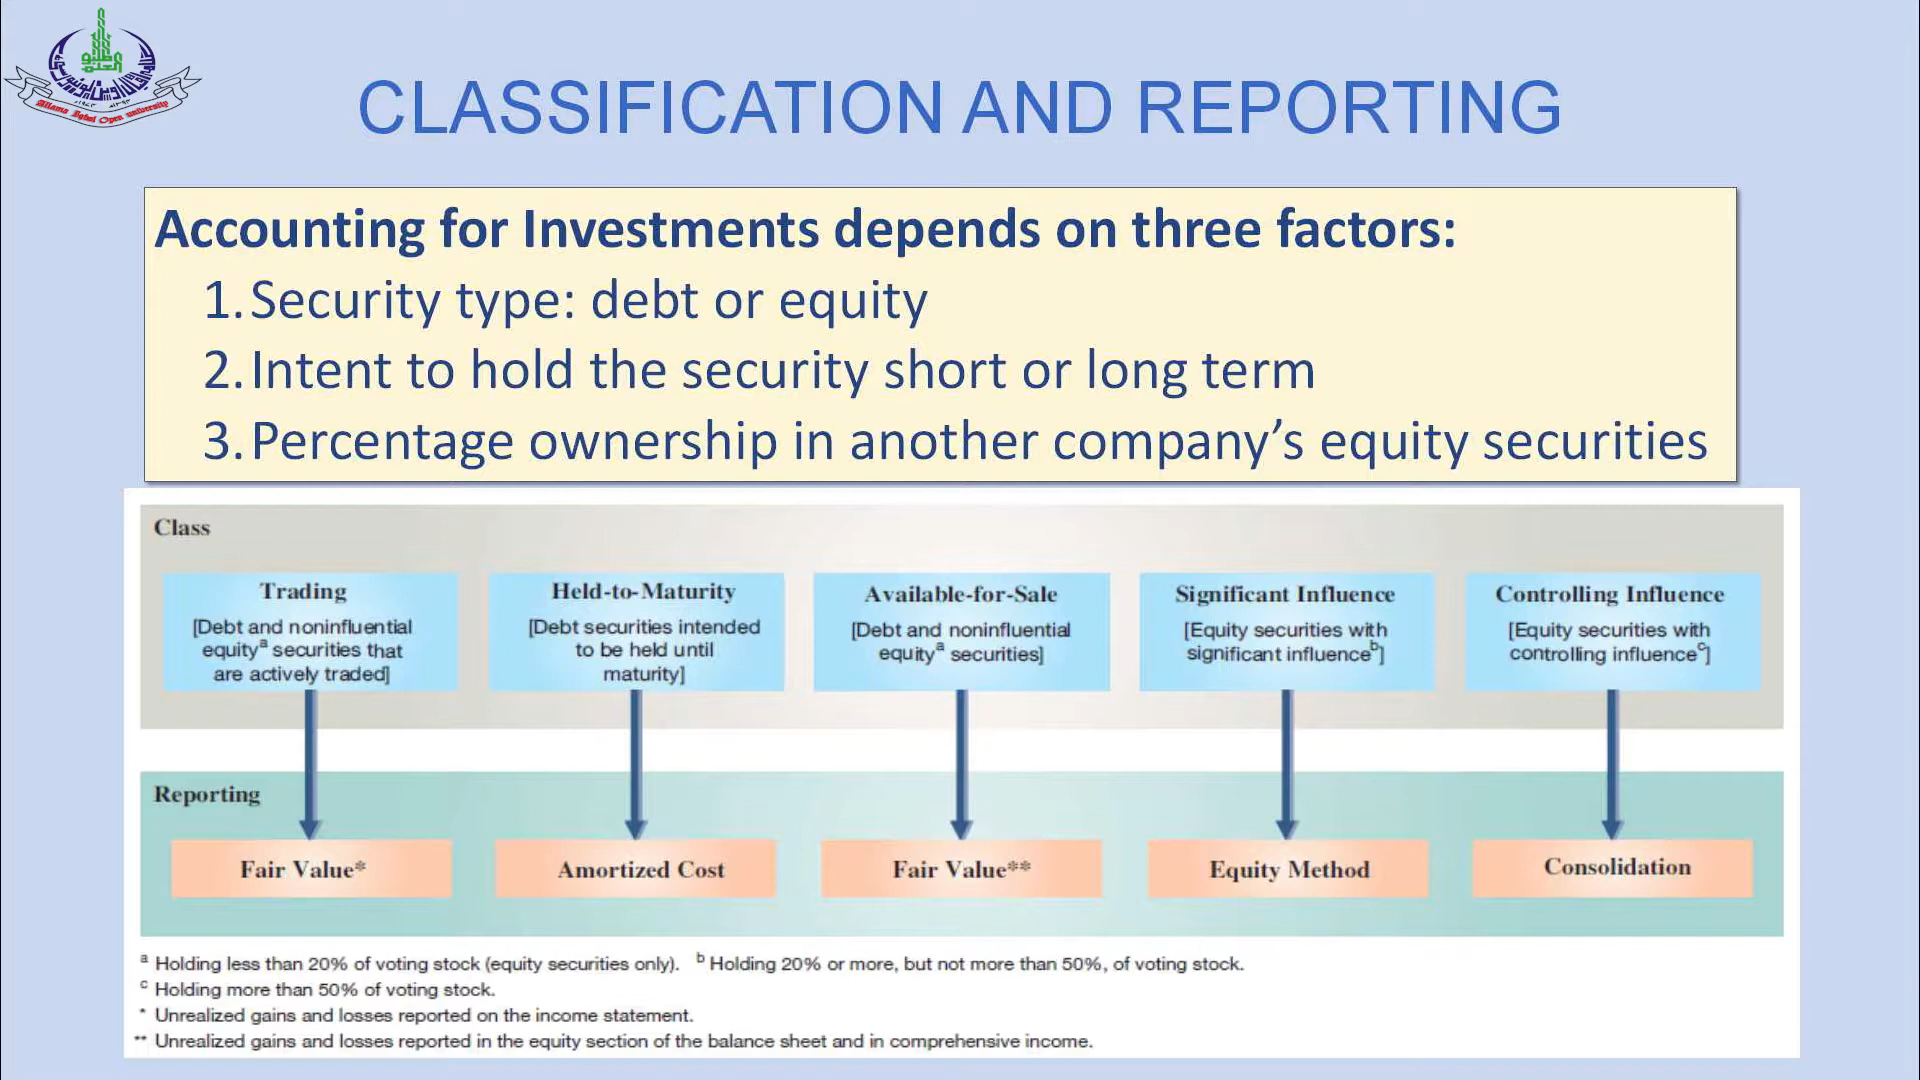 Allama Iqbal Open University
CLASSIFICATION AND REPORTING
Accounting for Investments depends on three factors:
1. Security type: debt or equity
2. Intent to hold the security short or long term
3. Percentage ownership in another company’s equity securities
Class
Trading
[Debt and noninfluential
equityᵃ securities that
are actively traded]
Held-to-Maturity
[Debt securities intended
to be held until
maturity]
Available-for-Sale
[Debt and noninfluential
equityᵃ securities]
Significant Influence
[Equity securities with
significant influenceᵇ]
Controlling Influence
[Equity securities with
controlling influenceᶜ]
Reporting
Fair Value*
Amortized Cost
Fair Value**
Equity Method
Consolidation
ᵃ Holding less than 20% of voting stock (equity securities only). ᵇ Holding 20% or more, but not more than 50%, of voting stock.
ᶜ Holding more than 50% of voting stock.
* Unrealized gains and losses reported on the income statement.
** Unrealized gains and losses reported in the equity section of the balance sheet and in comprehensive income.